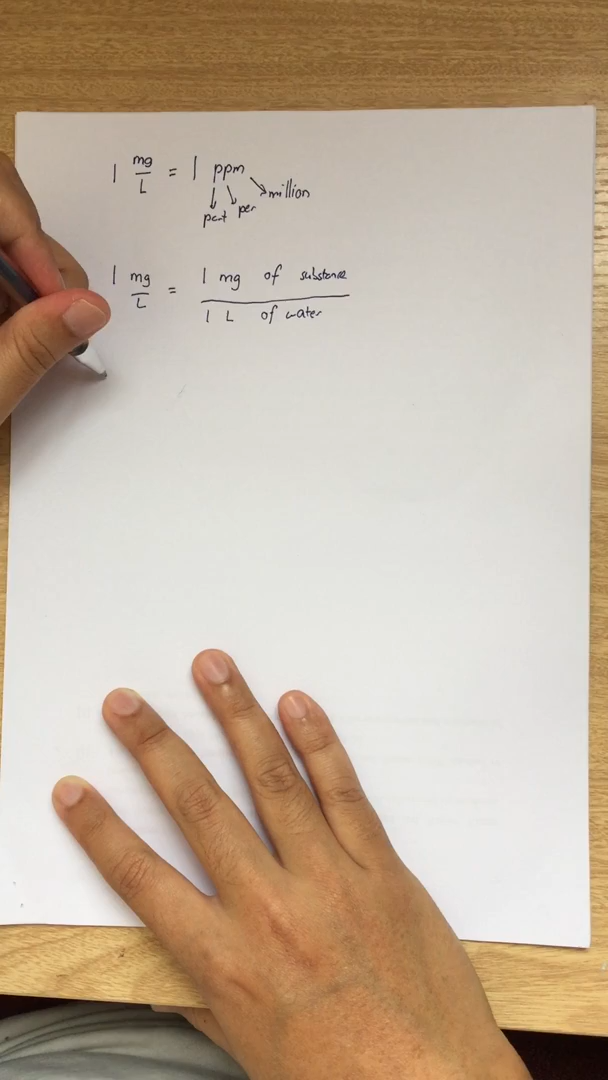 1 mg/L = 1 ppm
part per million
1 mg/L = 1 mg of substance
1 L of water